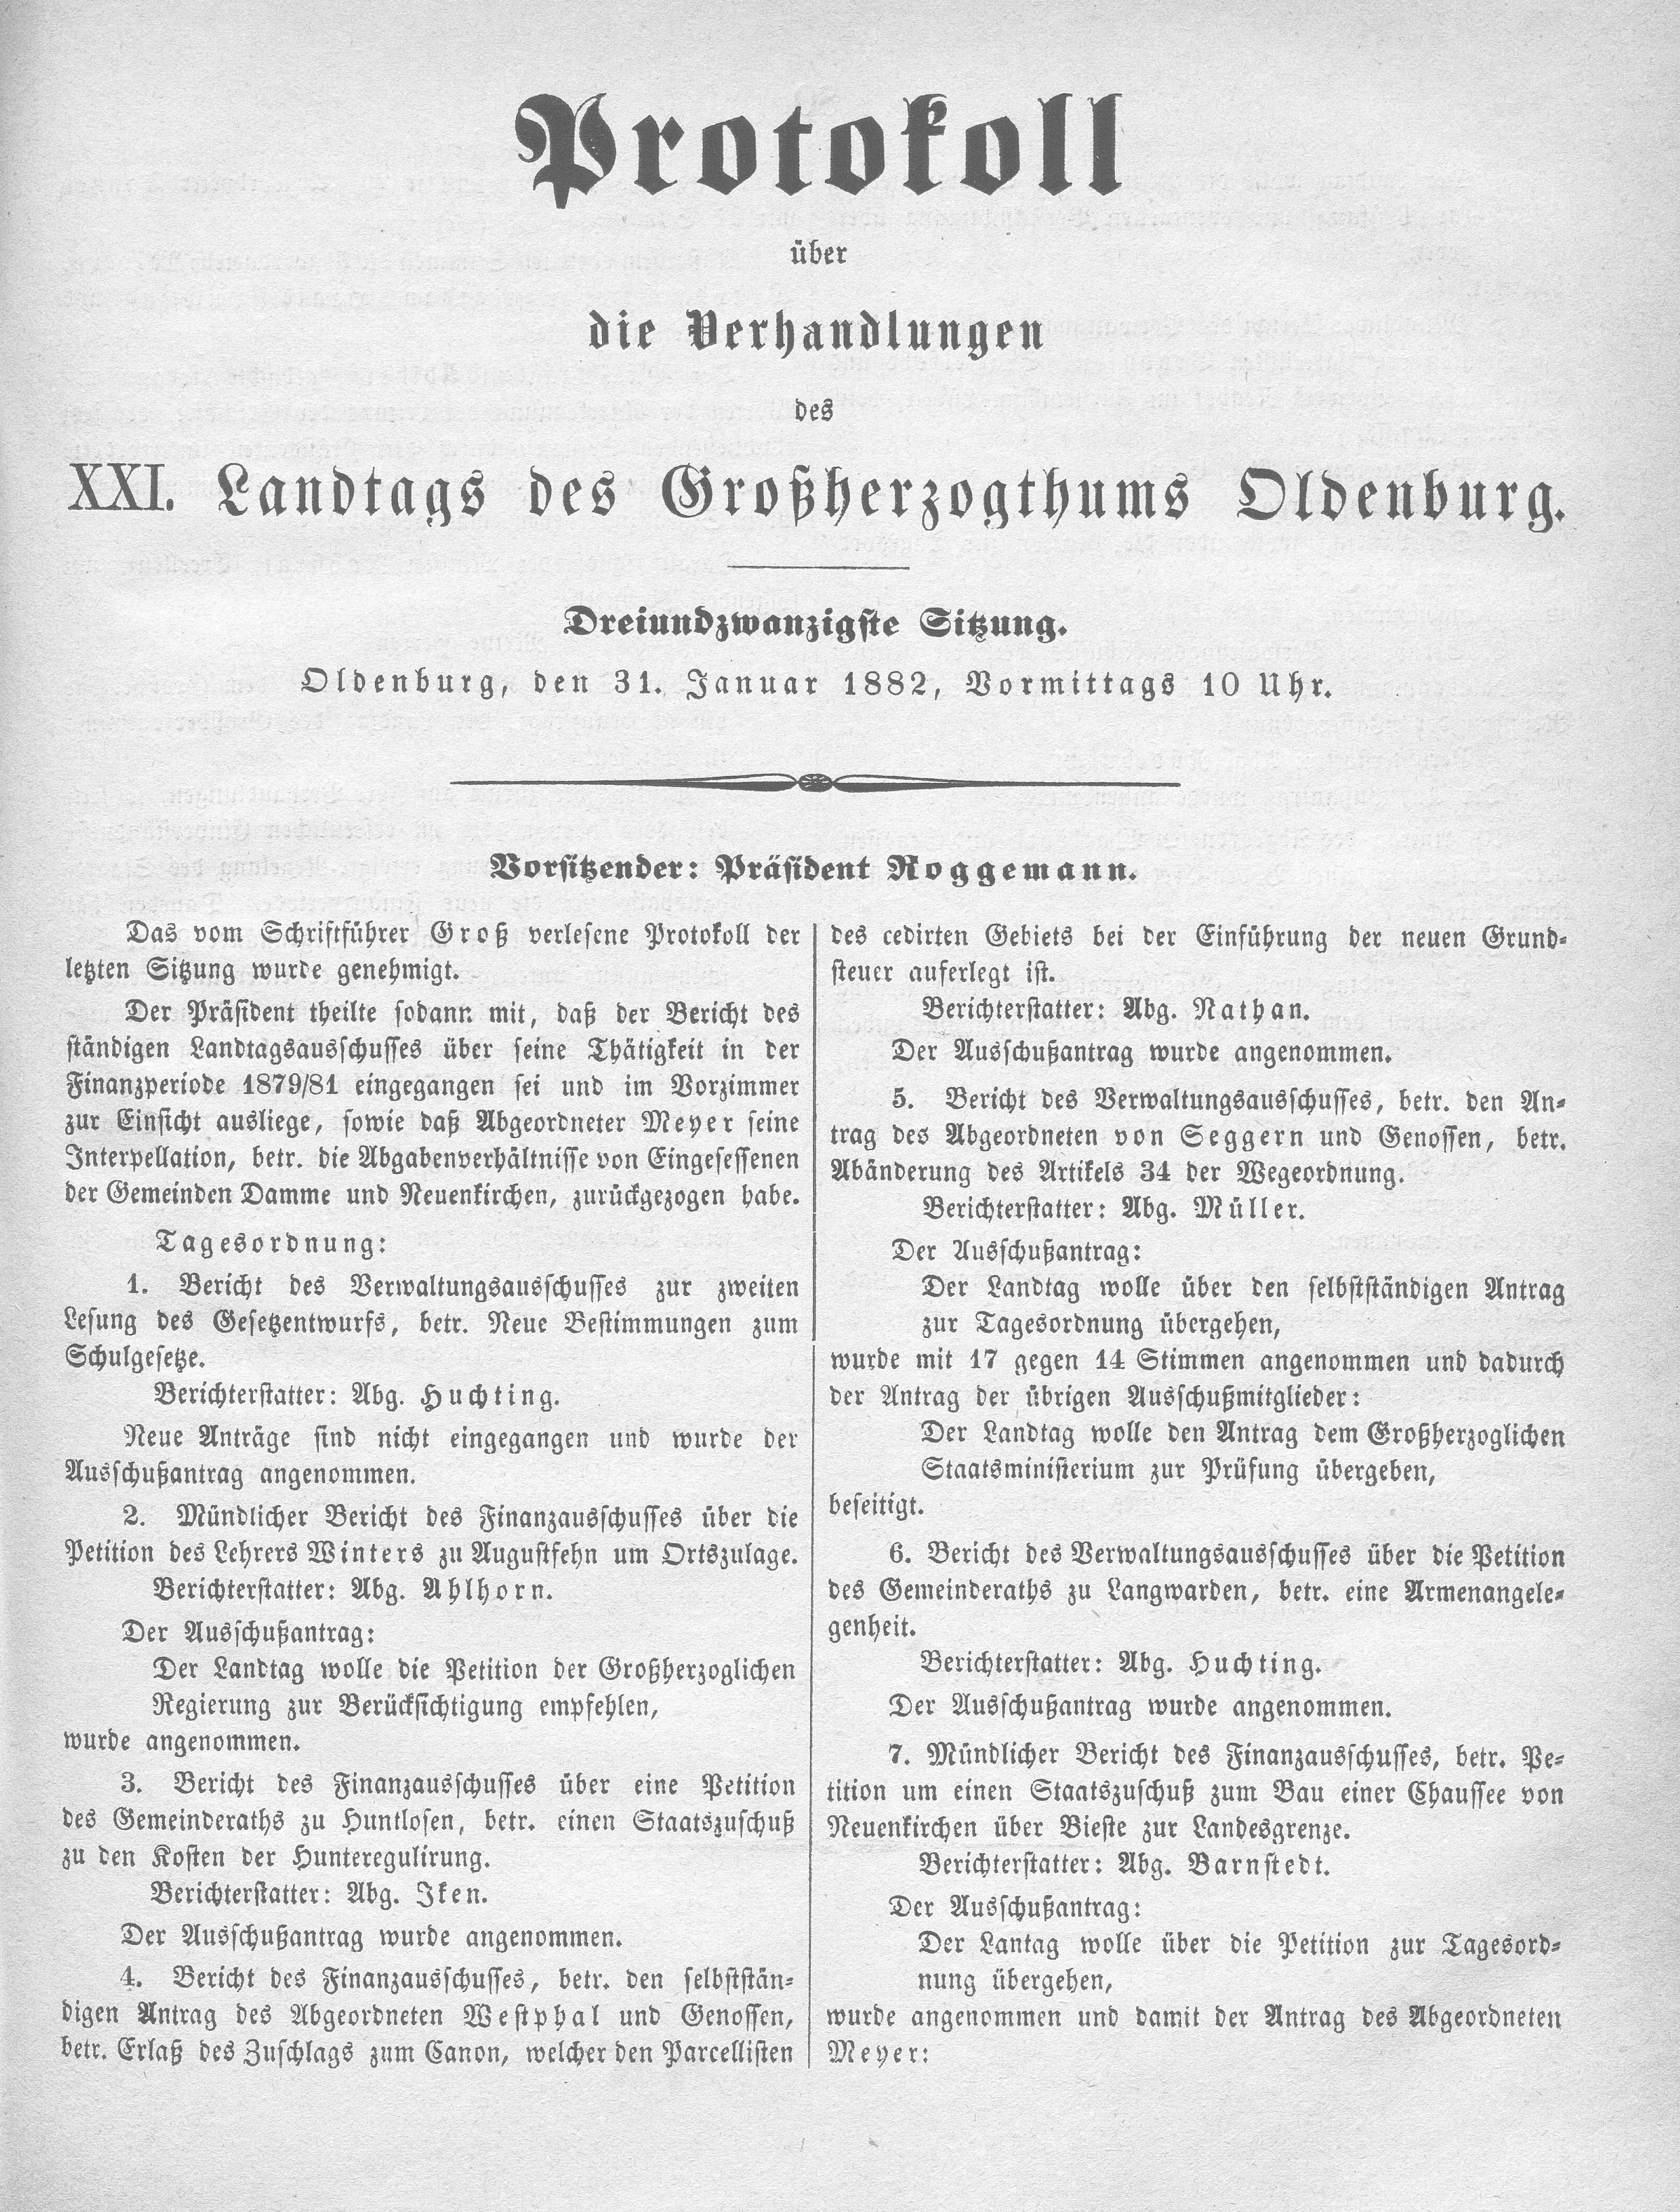 Protokoll
über
die Verhandlungen
des
XXI. Landtags des Großherzogthums Oldenburg.
Dreiundzwanzigste Sitzung.
Oldenburg, den 31. Januar 1882, Vormittags 10 Uhr.
Vorsitzender: Präsident Roggemann.
Das vom Schriftführer Groß verlesene Protokoll der
letzten Sitzung wurde genehmigt.
Der Präsident theilte sodann mit, daß der Bericht des
ständigen Landtagsausschusses über seine Thätigkeit in der
Finanzperiode 1879/81 eingegangen sei und im Vorzimmer
zur Einsicht ausliege, sowie daß Abgeordneter Meyer seine
Interpellation, betr. die Abgabenverhältnisse von Eingesessenen
der Gemeinden Damme und Neuenkirchen, zurückgezogen habe.
Tagesordnung:
1. Bericht des Verwaltungsausschusses zur zweiten
Lesung des Gesetzentwurfs, betr. Neue Bestimmungen zum
Schulgesetze.
Berichterstatter: Abg. Huchting.
Neue Anträge sind nicht eingegangen und wurde der
Ausschußantrag angenommen.
2. Mündlicher Bericht des Finanzausschusses über die
Petition des Lehrers Winters zu Augustfehn um Ortszulage.
Berichterstatter: Abg. Ahlhorn.
Der Ausschußantrag:
Der Landtag wolle die Petition der Großherzoglichen
Regierung zur Berücksichtigung empfehlen,
wurde angenommen.
3. Bericht des Finanzausschusses über eine Petition
des Gemeinderaths zu Huntlosen, betr. einen Staatszuschuß
zu den Kosten der Hunteregulirung.
Berichterstatter: Abg. Iken.
Der Ausschußantrag wurde angenommen.
4. Bericht des Finanzausschusses, betr. den selbststän-
digen Antrag des Abgeordneten Westphal und Genossen,
betr. Erlaß des Zuschlags zum Canon, welcher den Parcellisten
des cedirten Gebiets bei der Einführung der neuen Grund-
steuer auferlegt ist.
Berichterstatter: Abg. Nathan.
Der Ausschußantrag wurde angenommen.
5. Bericht des Verwaltungsausschusses, betr. den An-
trag des Abgeordneten von Seggern und Genossen, betr.
Abänderung des Artikels 34 der Wegeordnung.
Berichterstatter: Abg. Müller.
Der Ausschußantrag:
Der Landtag wolle über den selbstständigen Antrag
zur Tagesordnung übergehen,
wurde mit 17 gegen 14 Stimmen angenommen und dadurch
der Antrag der übrigen Ausschußmitglieder:
Der Landtag wolle den Antrag dem Großherzoglichen
Staatsministerium zur Prüfung übergeben,
beseitigt.
6. Bericht des Verwaltungsausschusses über die Petition
des Gemeinderaths zu Langwarden, betr. eine Armenangele-
genheit.
Berichterstatter: Abg. Huchting.
Der Ausschußantrag wurde angenommen.
7. Mündlicher Bericht des Finanzausschusses, betr. Pe-
tition um einen Staatszuschuß zum Bau einer Chaussee von
Neuenkirchen über Bieste zur Landesgrenze.
Berichterstatter: Abg. Barnstedt.
Der Ausschußantrag:
Der Lantag wolle über die Petition zur Tagesord-
nung übergehen,
wurde angenommen und damit der Antrag des Abgeordneten
Meyer: